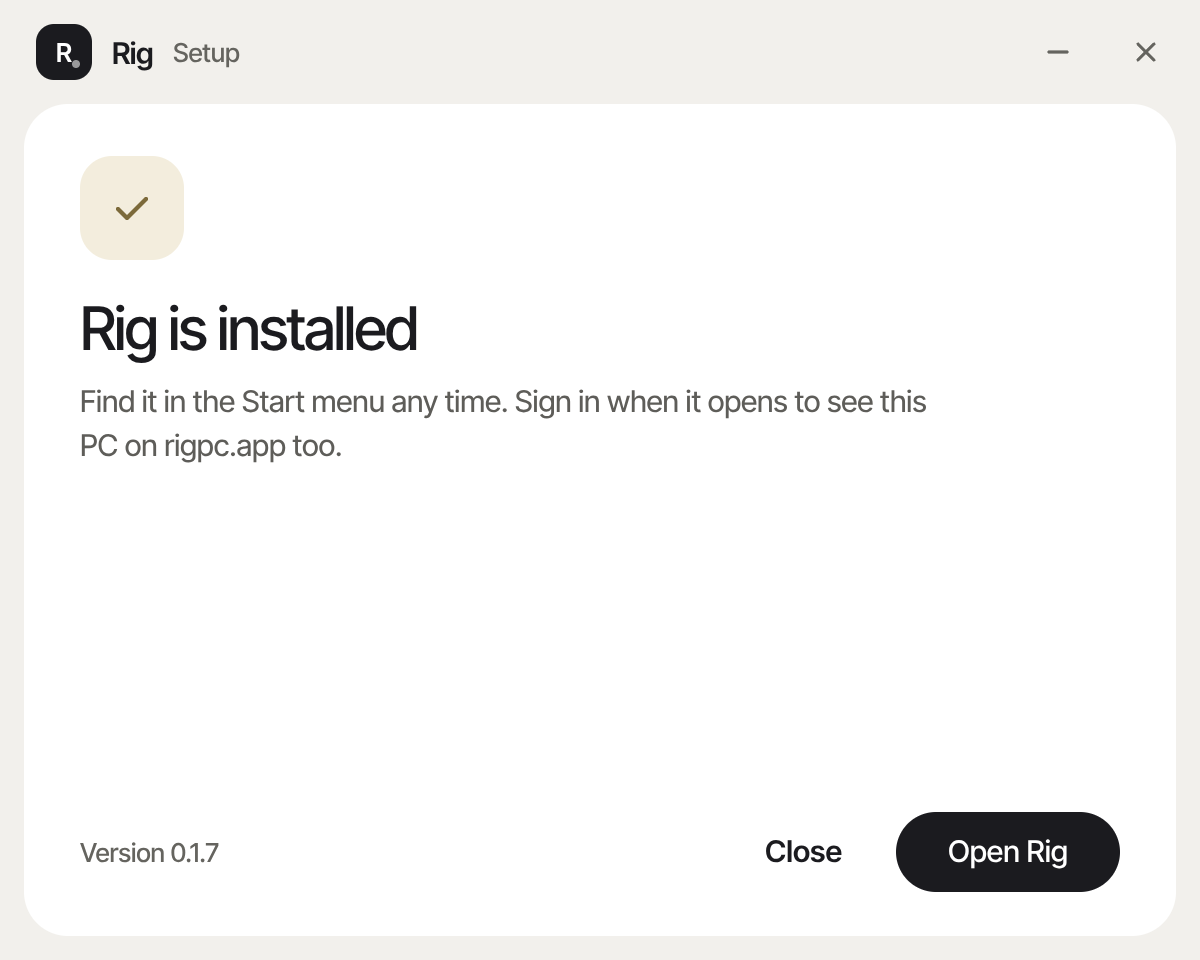 R
Rig Setup
Rig is installed
Find it in the Start menu any time. Sign in when it opens to see this
PC on rigpc.app too.
Version 0.1.7
Close
Open Rig